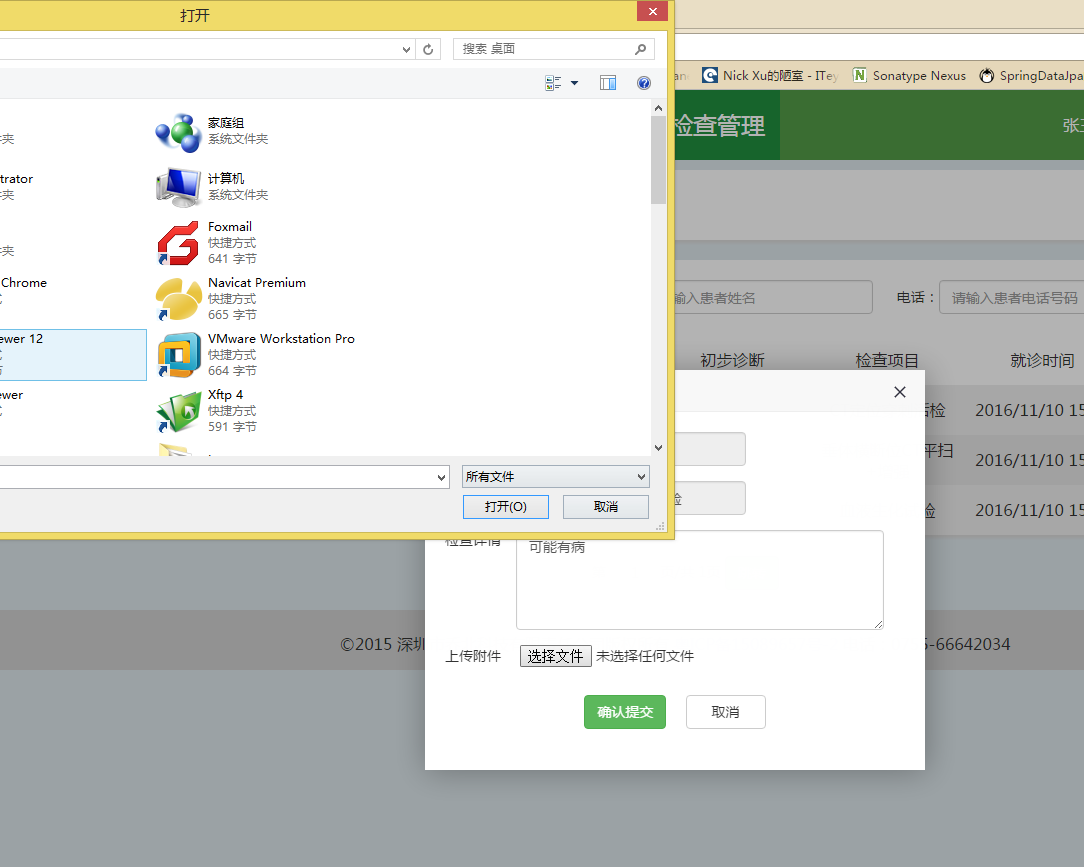 打开
搜索 桌面
Nick Xu的陋室 - ITey
Sonatype Nexus
SpringDataJpa
检查管理
家庭组
系统文件夹
trator
计算机
系统文件夹
Foxmail
快捷方式
641 字节
Chrome
Navicat Premium
快捷方式
665 字节
ewer 12
VMware Workstation Pro
快捷方式
664 字节
ewer
Xftp 4
快捷方式
591 字节
输入患者姓名
电话：
请输入患者电话号码
初步诊断
检查项目
就诊时间
检
2016/11/10 15
平扫
2016/11/10 15
验
2016/11/10 15
所有文件
打开(O)
取消
检查详情
可能有病
©2015 深圳
5-66642034
上传附件
选择文件
未选择任何文件
确认提交
取消